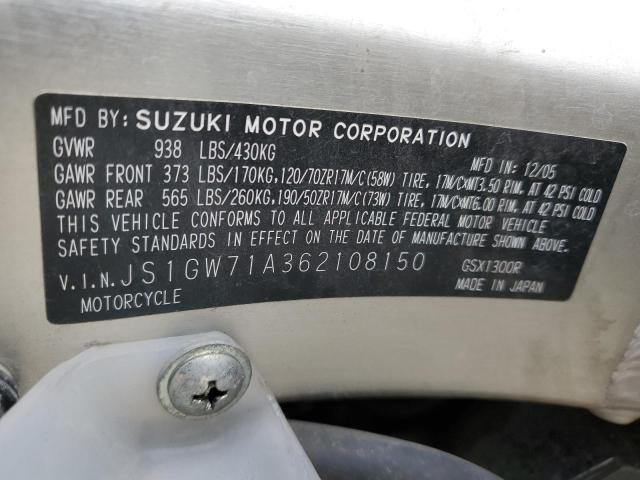 MFD BY: SUZUKI MOTOR CORPORATION
GVWR 938 LBS/430KG MFD IN: 12/05
GAWR FRONT 373 LBS/170KG, 120/70ZR17M/C(58W) TIRE, 17M/CXMT3.50 RIM, AT 42 PSI COLD
GAWR REAR 565 LBS/260KG, 190/50ZR17M/C(73W) TIRE, 17M/CXMT6.00 RIM, AT 42 PSI COLD
THIS VEHICLE CONFORMS TO ALL APPLICABLE FEDERAL MOTOR VEHICLE
SAFETY STANDARDS IN EFFECT ON THE DATE OF MANUFACTURE SHOWN ABOVE.
V.I.N. JS1GW71A362108150 GSX1300R
MOTORCYCLE MADE IN JAPAN